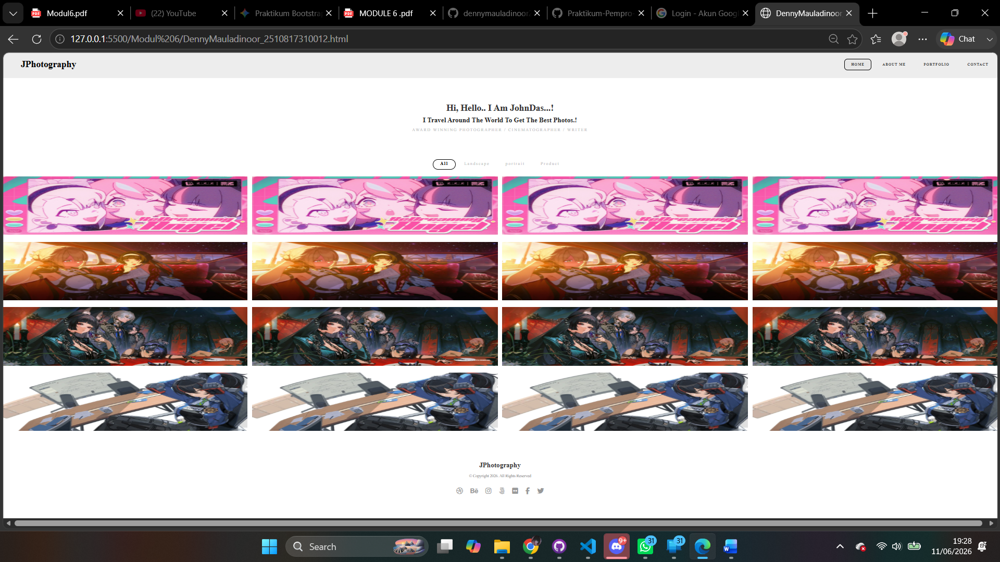 Modul6.pdf
(22) YouTube
Praktikum Bootstra
MODULE 6 .pdf
dennymauladinoor
Praktikum-Pempro
Login - Akun Goog
DennyMauladinoor
127.0.0.1:5500/Modul%206/DennyMauladinoor_2510817310012.html
Chat
JPhotography
HOME ABOUT ME PORTFOLIO CONTACT
Hi, Hello.. I Am JohnDas...!
I Travel Around The World To Get The Best Photos.!
AWARD WINNING PHOTOGRAPHER / CINEMATOGRAPHER / WRITER
All Landscape portrait Product
JPhotography
© Copyright 2026. All Rights Reserved
Bē
Search
9+
31
31
19:28
11/06/2026